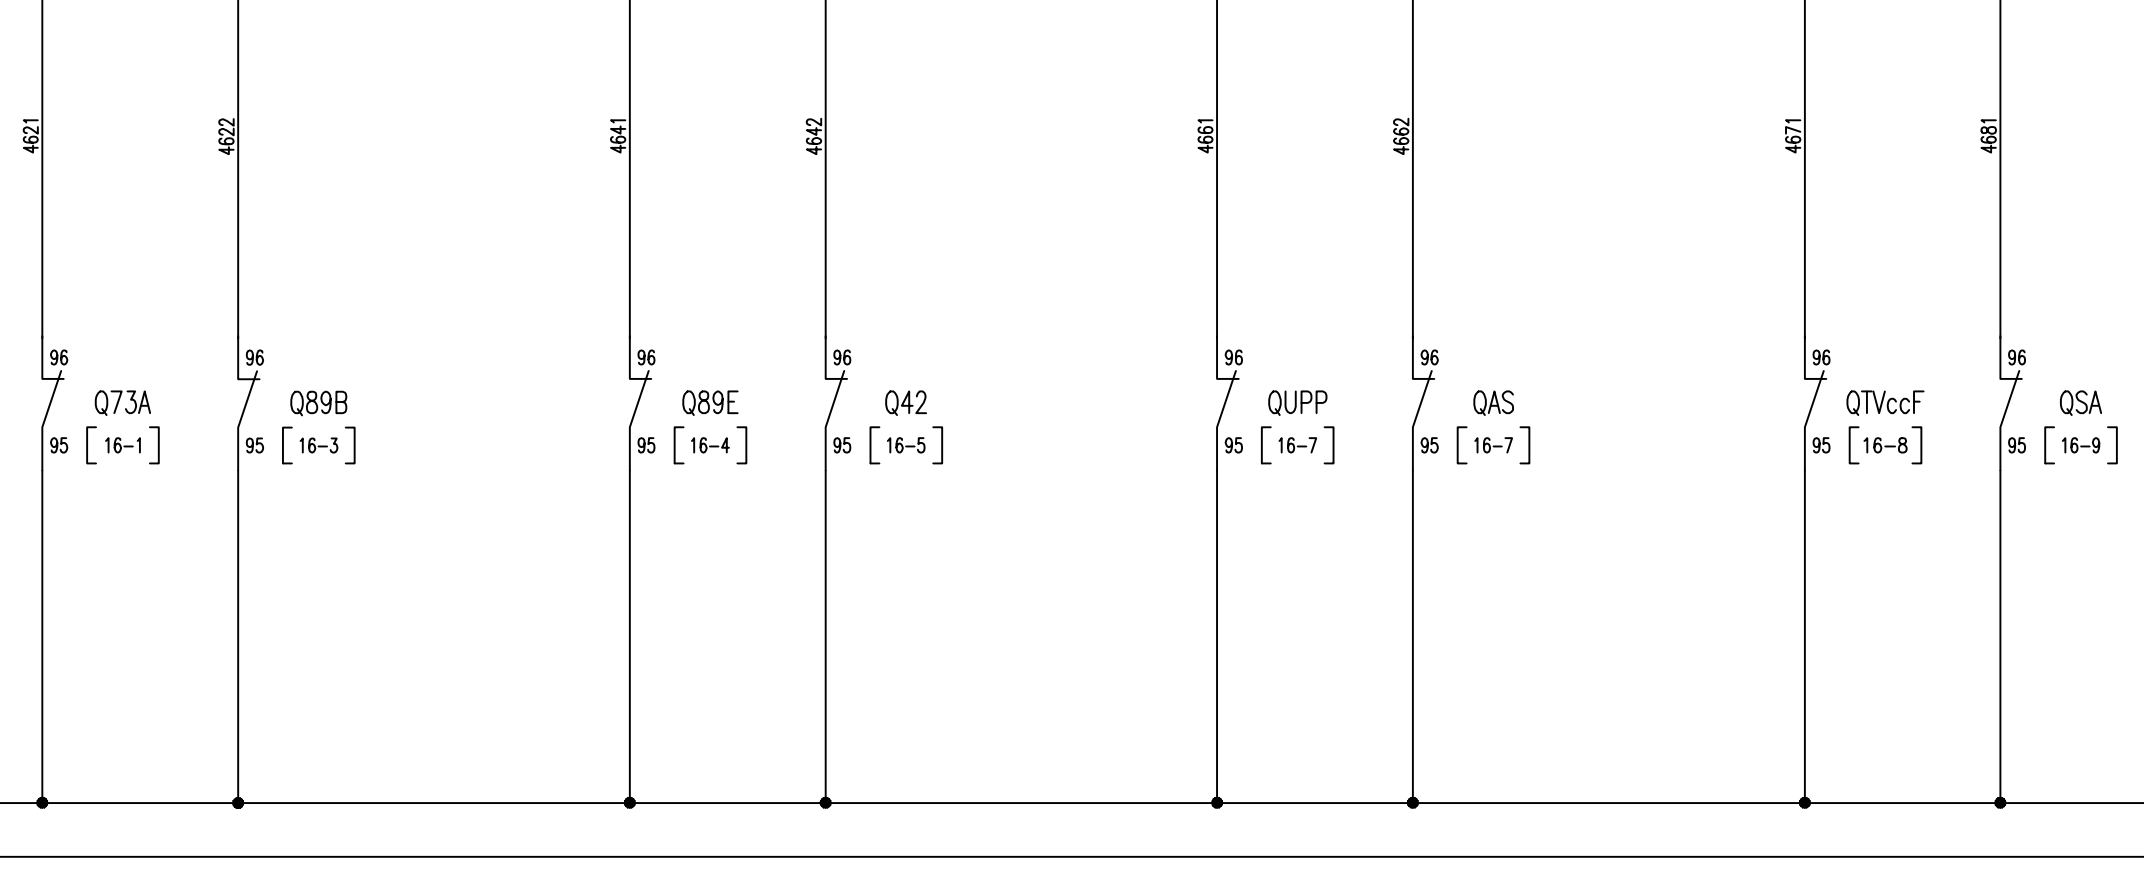 4621 4622 4641 4642 4661 4662 4671 4681
96 96 96 96 96 96 96 96
Q73A Q89B Q89E Q42 QUPP QAS QTVccF QSA
95 [16-1] 95 [16-3] 95 [16-4] 95 [16-5] 95 [16-7] 95 [16-7] 95 [16-8] 95 [16-9]